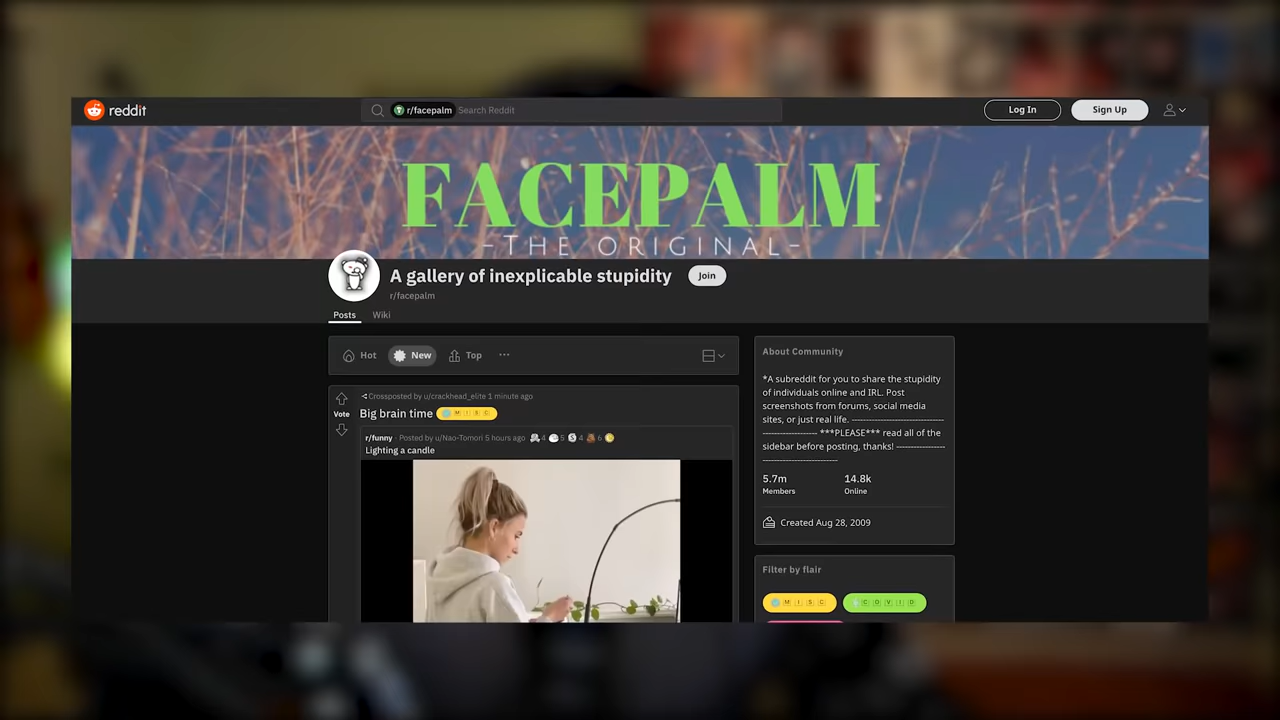 reddit
r/facepalm Search Reddit
Log In
Sign Up
FACEPALM
-THE ORIGINAL-
A gallery of inexplicable stupidity
Join
r/facepalm
Posts Wiki
Hot New Top ...
Crossposted by u/crackhead_elite 1 minute ago
Vote
Big brain time MISC
r/funny · Posted by u/Nao-Tomori 5 hours ago 4 5 S 4 6
Lighting a candle
About Community
*A subreddit for you to share the stupidity
of individuals online and IRL. Post
screenshots from forums, social media
sites, or just real life. -----------------------------
------------------ ***PLEASE*** read all of the
sidebar before posting, thanks! ---------------
-------------------------
5.7m 14.8k
Members Online
Created Aug 28, 2009
Filter by flair
MISC COVID